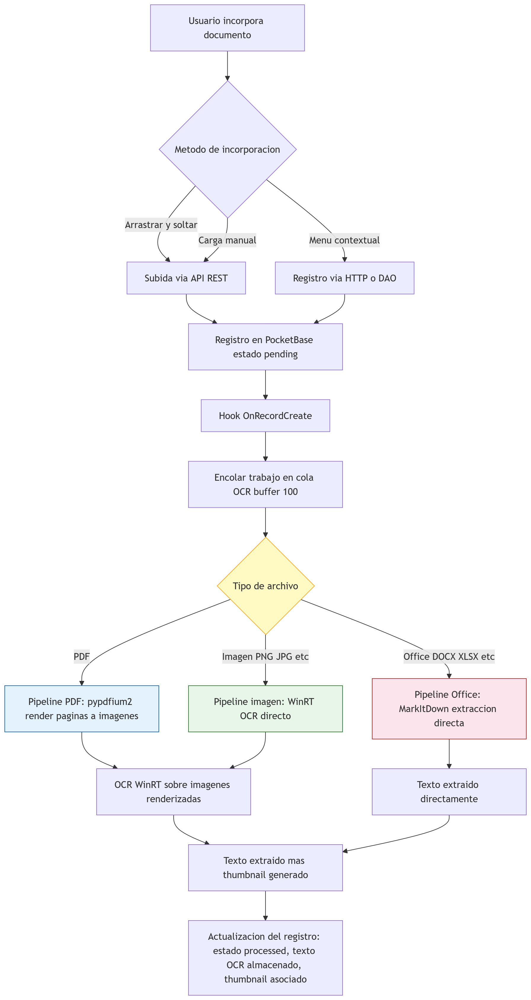 Usuario incorpora
documento
Metodo de incorporacion
Arrastrar y soltar
Carga manual
Menu contextual
Subida via API REST
Registro via HTTP o DAO
Registro en PocketBase
estado pending
Hook OnRecordCreate
Encolar trabajo en cola
OCR buffer 100
Tipo de archivo
PDF
Imagen PNG JPG etc
Office DOCX XLSX etc
Pipeline PDF: pypdfium2
render paginas a imagenes
Pipeline imagen: WinRT
OCR directo
Pipeline Office:
MarkItDown extraccion
directa
OCR WinRT sobre imagenes
renderizadas
Texto extraido
directamente
Texto extraido mas
thumbnail generado
Actualizacion del registro:
estado processed, texto
OCR almacenado,
thumbnail asociado